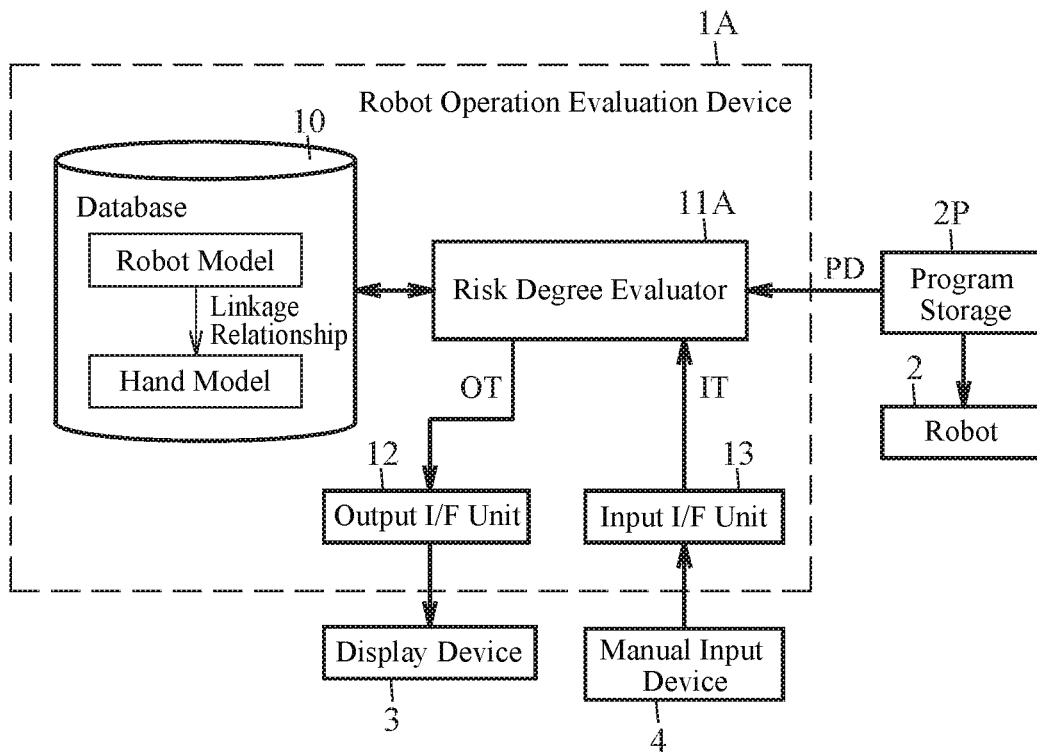 1A
Robot Operation Evaluation Device
10
Database
Robot Model
Linkage
Relationship
Hand Model
11A
Risk Degree Evaluator
PD
2P
Program
Storage
2
Robot
OT
IT
12
Output I/F Unit
13
Input I/F Unit
Display Device
3
Manual Input
Device
4